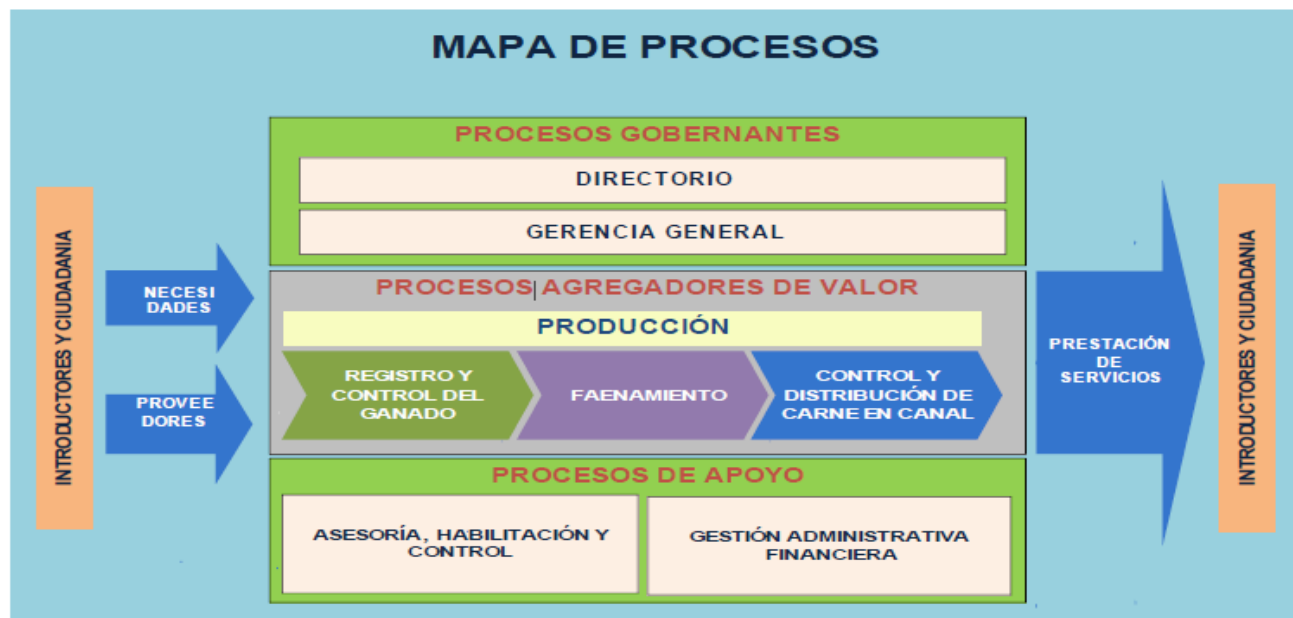 MAPA DE PROCESOS
PROCESOS GOBERNANTES
DIRECTORIO
GERENCIA GENERAL
INTRODUCTORES Y CIUDADANIA
NECESI
DADES
PROVEE
DORES
PROCESOS AGREGADORES DE VALOR
PRODUCCIÓN
REGISTRO Y
CONTROL DEL
GANADO
FAENAMIENTO
CONTROL Y
DISTRIBUCIÓN DE
CARNE EN CANAL
PRESTACIÓN
DE
SERVICIOS
INTRODUCTORES Y CIUDADANIA
PROCESOS DE APOYO
ASESORÍA, HABILITACIÓN Y
CONTROL
GESTIÓN ADMINISTRATIVA
FINANCIERA